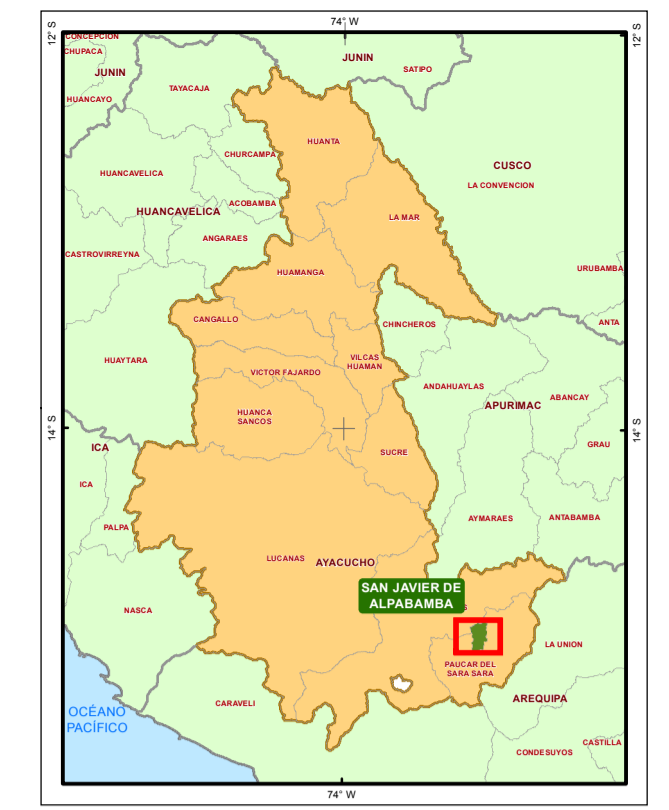 74° W
12° S
12° S
CONCEPCION
CHUPACA
JUNIN
JUNIN
SATIPO
TAYACAJA
HUANCAYO
HUANTA
CHURCAMPA
CUSCO
HUANCAVELICA
LA CONVENCION
ACOBAMBA
HUANCAVELICA
LA MAR
ANGARAES
CASTROVIRREYNA
URUBAMBA
HUAMANGA
CANGALLO
CHINCHEROS
ANTA
HUAYTARA
VILCAS
HUAMAN
VICTOR FAJARDO
ANDAHUAYLAS
ABANCAY
APURIMAC
HUANCA
SANCOS
14° S
14° S
GRAU
ICA
SUCRE
ICA
PALPA
AYMARAES
ANTABAMBA
LUCANAS
AYACUCHO
SAN JAVIER DE
ALPABAMBA
S
NASCA
LA UNION
PAUCAR DEL
SARA SARA
CARAVELI
AREQUIPA
OCÉANO
PACÍFICO
CASTILLA
CONDESUYOS
74° W